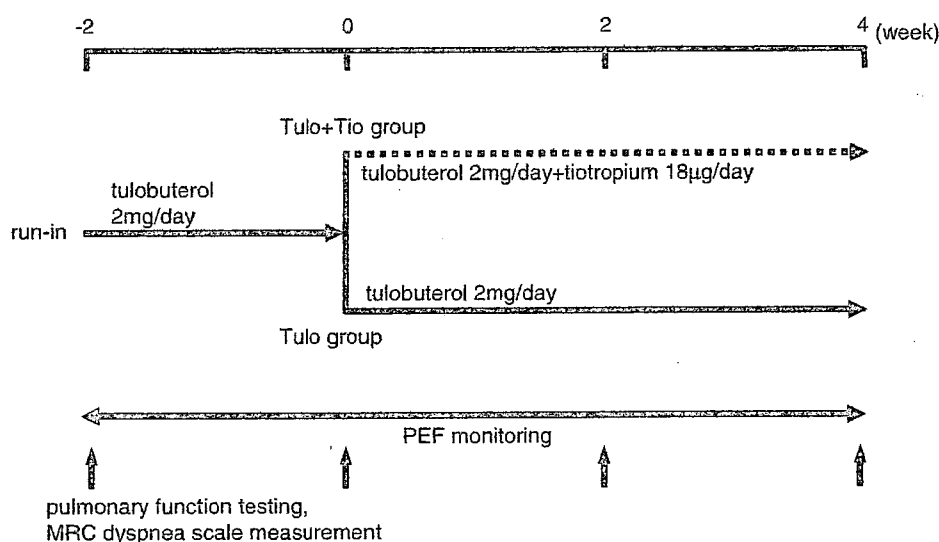 -2 0 2 4 (week)
Tulo+Tio group
tulobuterol 2mg/day+tiotropium 18μg/day
tulobuterol
2mg/day
run-in
tulobuterol 2mg/day
Tulo group
PEF monitoring
pulmonary function testing,
MRC dyspnea scale measurement